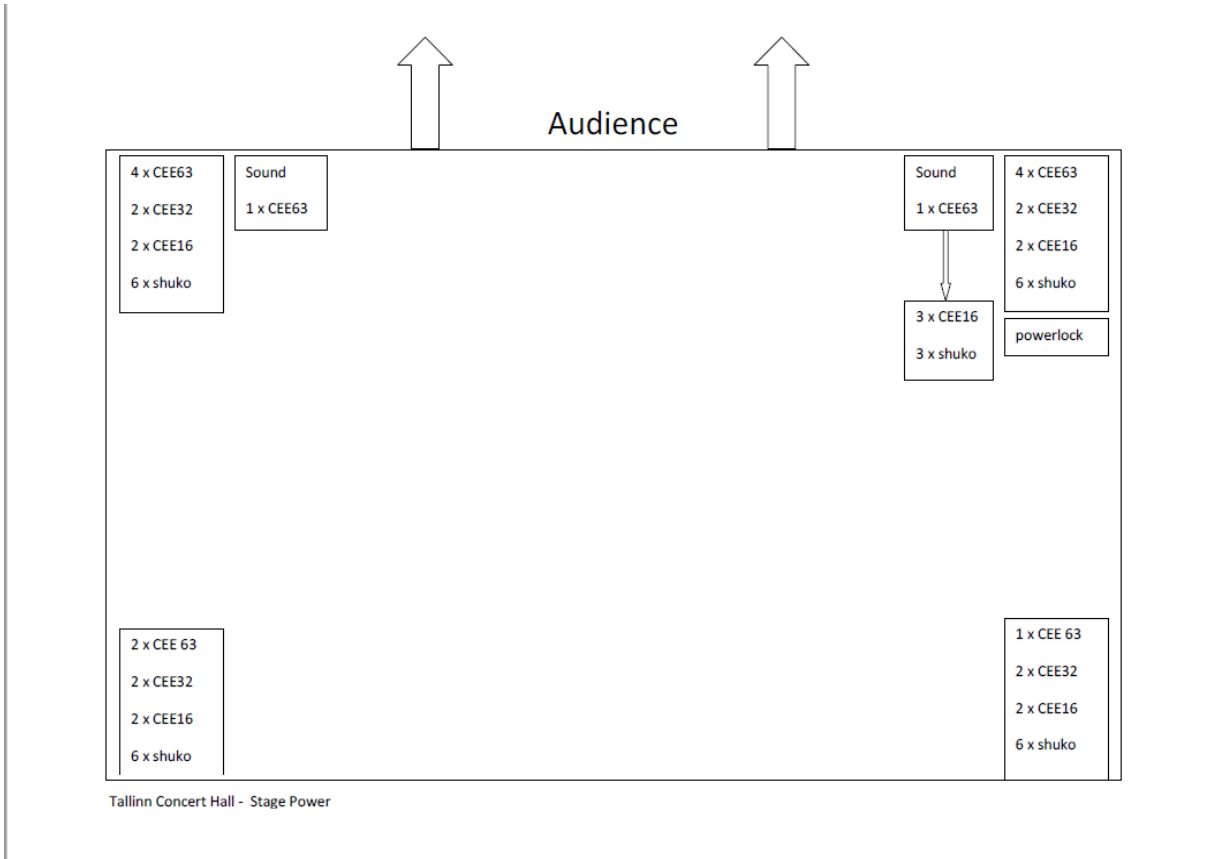 Audience
4 x CEE63
2 x CEE32
2 x CEE16
6 x shuko
Sound
1 x CEE63
Sound
1 x CEE63
3 x CEE16
3 x shuko
4 x CEE63
2 x CEE32
2 x CEE16
6 x shuko
powerlock
2 x CEE 63
2 x CEE32
2 x CEE16
6 x shuko
1 x CEE 63
2 x CEE32
2 x CEE16
6 x shuko
Tallinn Concert Hall - Stage Power